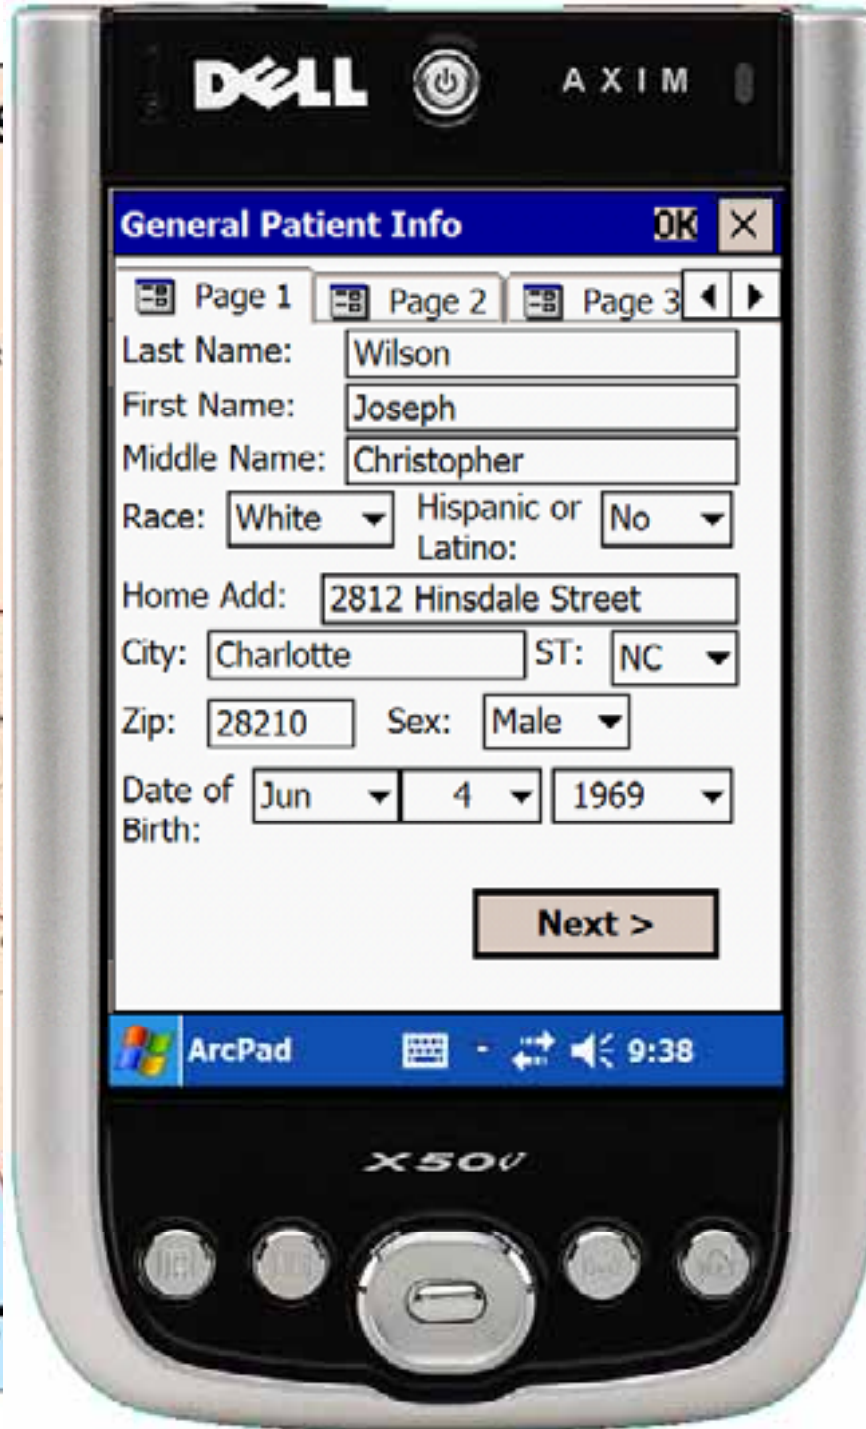 DELL AXIM
General Patient Info OK
Page 1 Page 2 Page 3
Last Name: Wilson
First Name: Joseph
Middle Name: Christopher
Race: White Hispanic or Latino: No
Home Add: 2812 Hinsdale Street
City: Charlotte ST: NC
Zip: 28210 Sex: Male
Date of Birth: Jun 4 1969
Next >
ArcPad 9:38
X50v